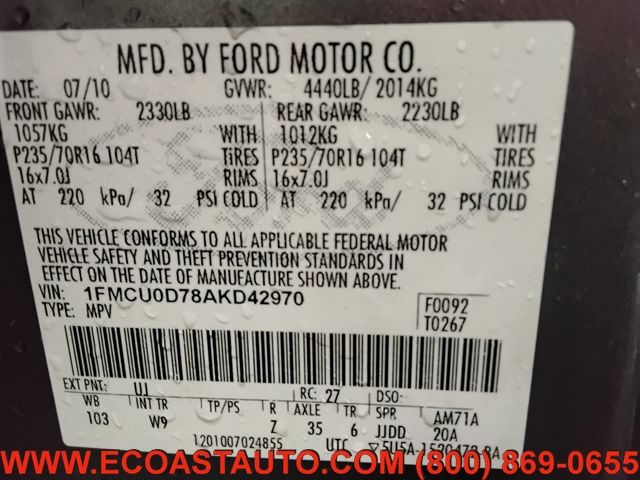 MFD. BY FORD MOTOR CO.
DATE: 07/10 GVWR: 4440LB/ 2014KG
FRONT GAWR: 2330LB REAR GAWR: 2230LB
1057KG WITH 1012KG WITH
P235/70R16 104T TIRES P235/70R16 104T TIRES
16x7.0J RIMS 16x7.0J RIMS
AT 220 kPa/ 32 PSI COLD AT 220 kPa/ 32 PSI COLD
THIS VEHICLE CONFORMS TO ALL APPLICABLE FEDERAL MOTOR
VEHICLE SAFETY AND THEFT PREVENTION STANDARDS IN
EFFECT ON THE DATE OF MANUFACTURE SHOWN ABOVE.
VIN: 1FMCU0D78AKD42970 F0092
TYPE: MPV T0267
EXT PNT: UJ RC: 27 DSO:
WB INT TR TP/PS R AXLE TR SPR AM71A
103 W9 Z 35 6 JJDD 20A
1201007024855 UTC ▽5U5A-1520472-BA
WWW.ECOASTAUTO.COM (800) 869-0655